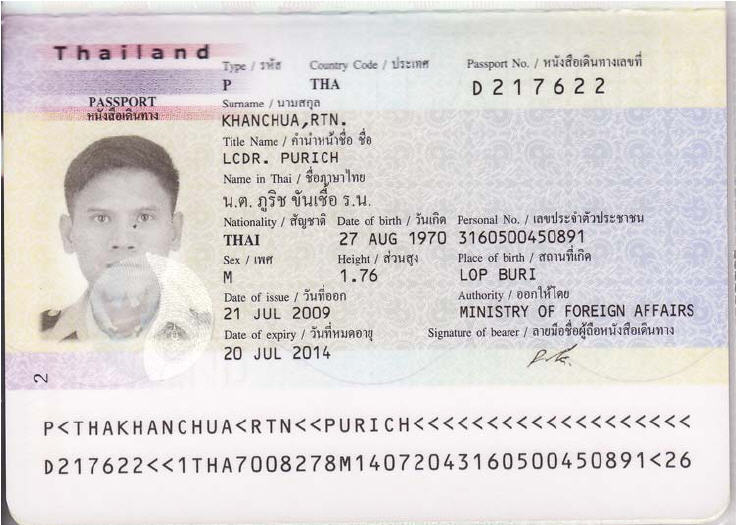 Thailand
Type / รหัส Country Code / ประเทศ Passport No. / หนังสือเดินทางเลขที่
P THA D217622
PASSPORT
หนังสือเดินทาง
Surname / นามสกุล
KHANCHUA,RTN.
Title Name / คำนำหน้าชื่อ ชื่อ
LCDR. PURICH
Name in Thai / ชื่อภาษาไทย
น.ต. ภูริช ขันเชื้อ ร.น.
Nationality / สัญชาติ Date of birth / วันเกิด Personal No. / เลขประจำตัวประชาชน
THAI 27 AUG 1970 3160500450891
Sex / เพศ Height / ส่วนสูง Place of birth / สถานที่เกิด
M 1.76 LOP BURI
Date of issue / วันที่ออก Authority / ออกให้โดย
21 JUL 2009 MINISTRY OF FOREIGN AFFAIRS
Date of expiry / วันที่หมดอายุ Signature of bearer / ลายมือชื่อผู้ถือหนังสือเดินทาง
20 JUL 2014
2
P<THAKHANCHUA<RTN<<PURICH<<<<<<<<<<<<<<<<<<<
D217622<<1THA7008278M14072043160500450891<26